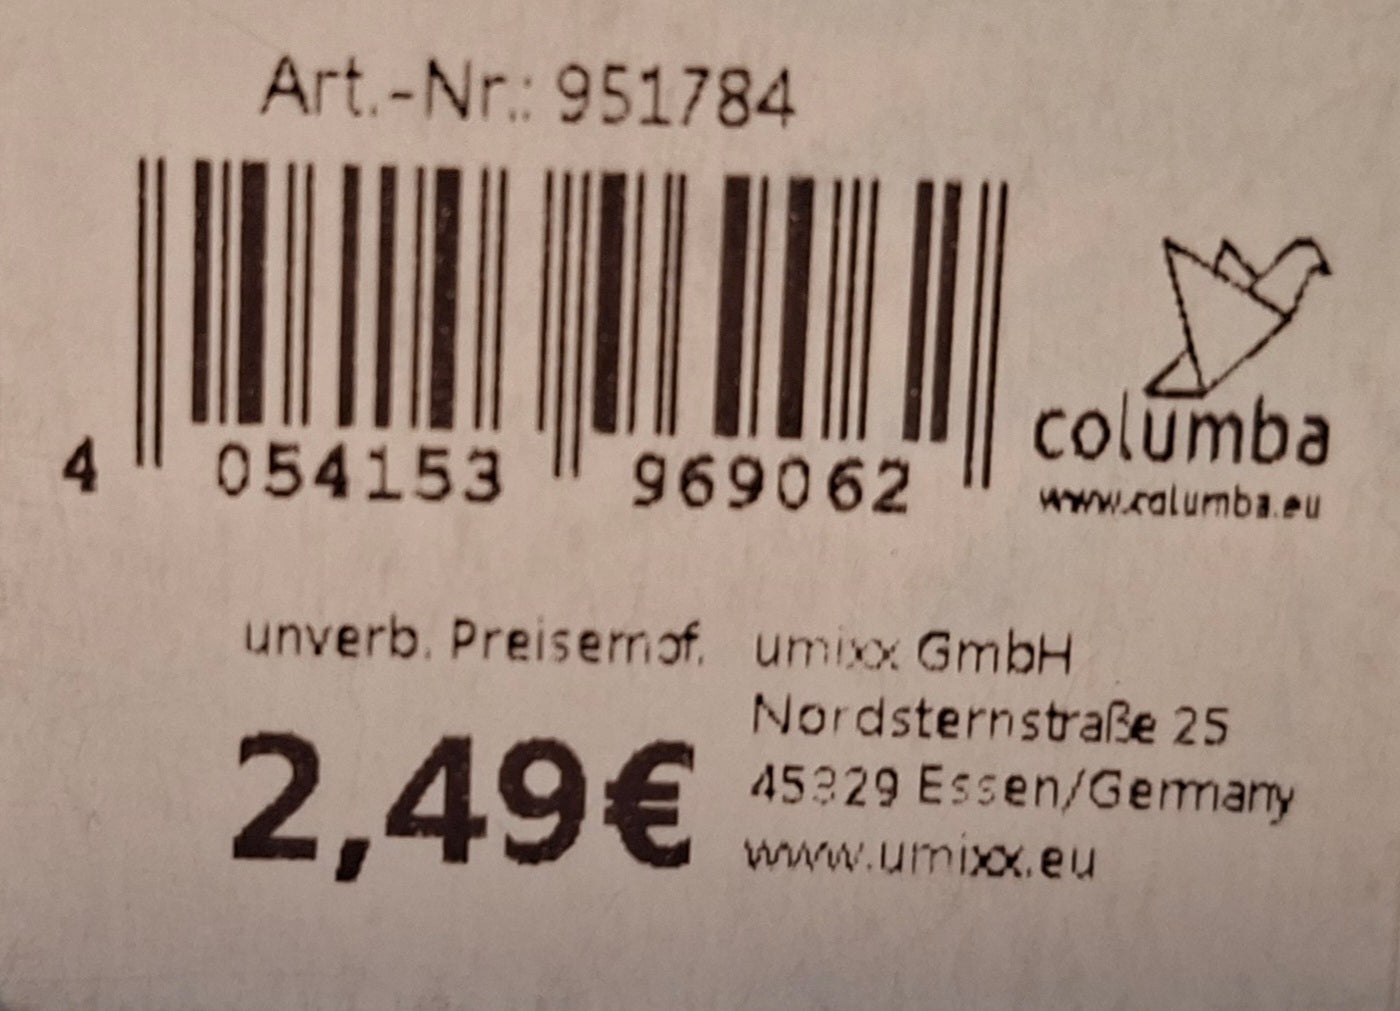 Art.-Nr.: 951784
4 054153 969062
columba
www.columba.eu
unverb. Preisempf.
2,49€
umixx GmbH
Nordsternstraße 25
45329 Essen/Germany
www.umixx.eu